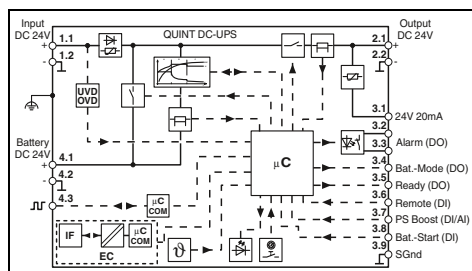 Input
DC 24V
QUINT DC-UPS
Output
DC 24V
1.1
+
1.2
-
2.1
+
2.2
-
UVD
OVD
3.1
24V 20mA
3.2
Alarm (DO)
3.3
Battery
DC 24V
4.1
+
4.2
-
4.3
µC
3.4
Bat.-Mode (DO)
3.5
Ready (DO)
3.6
Remote (DI)
3.7
PS Boost (DI/AI)
3.8
Bat.-Start (DI)
3.9
SGnd
µC
COM
IF
µC
COM
EC
ϑ